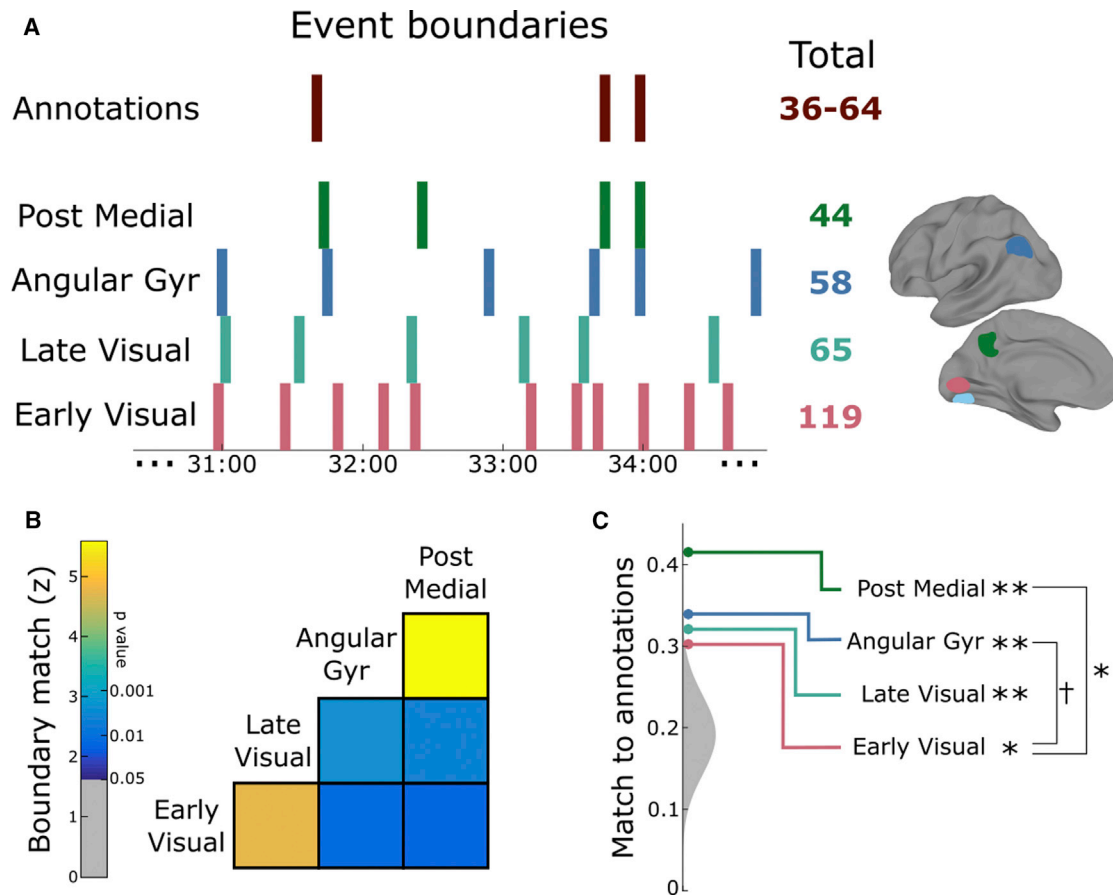 A
Event boundaries
Total
Annotations
36-64
Post Medial
44
Angular Gyr
58
Late Visual
65
Early Visual
119
... 31:00 32:00 33:00 34:00 ...
B
Boundary match (z)
5
4
3
2
1
0
p value
0.001
0.01
0.05
Post
Medial
Angular
Gyr
Late
Visual
Early
Visual
C
Match to annotations
0.4
0.3
0.2
0.1
0
Post Medial **
Angular Gyr **
Late Visual **
Early Visual *
†
*